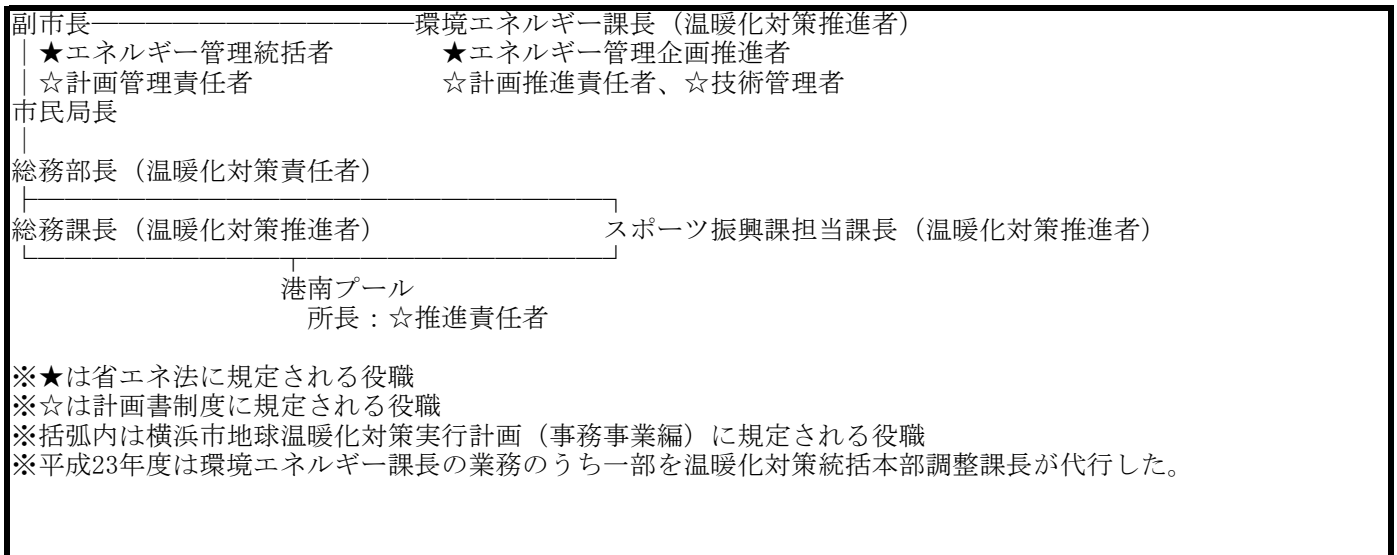 副市長――――――――――――環境エネルギー課長（温暖化対策推進者）
｜★エネルギー管理統括者　　　　★エネルギー管理企画推進者
｜☆計画管理責任者　　　　　　　☆計画推進責任者、☆技術管理者
市民局長
｜
総務部長（温暖化対策責任者）
├―――――――――――――――――――――┐
総務課長（温暖化対策推進者）　　　　　　　　　スポーツ振興課担当課長（温暖化対策推進者）
└――――――――――┬――――――――――┘
港南プール
所長：☆推進責任者
※★は省エネ法に規定される役職
※☆は計画書制度に規定される役職
※括弧内は横浜市地球温暖化対策実行計画（事務事業編）に規定される役職
※平成23年度は環境エネルギー課長の業務のうち一部を温暖化対策統括本部調整課長が代行した。